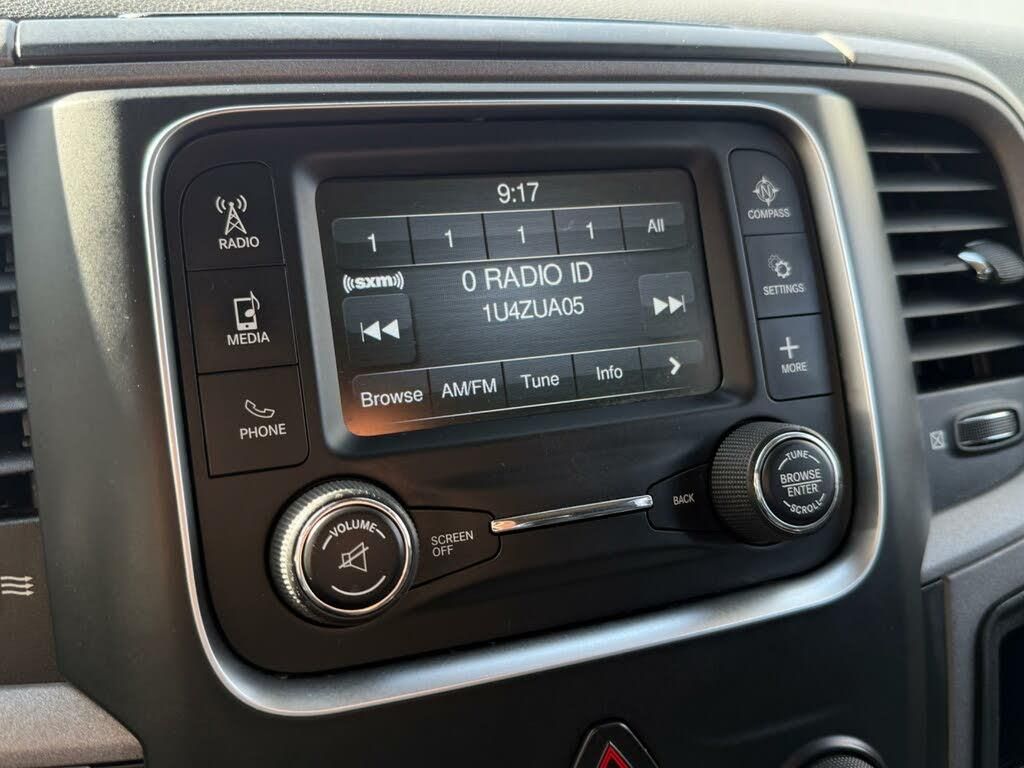 9:17
1 1 1 1 All
((sxm))
0 RADIO ID
1U4ZUA05
Browse AM/FM Tune Info >
RADIO
MEDIA
PHONE
COMPASS
N
SETTINGS
MORE
VOLUME
SCREEN
OFF
BACK
TUNE
BROWSE
ENTER
SCROLL